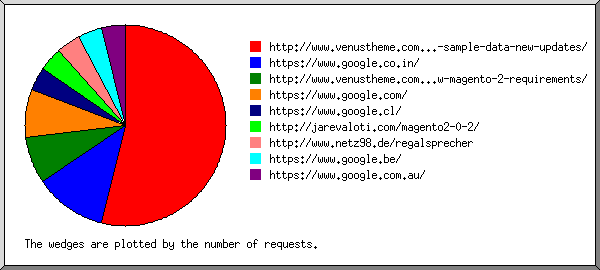 http://www.venustheme.com...-sample-data-new-updates/
https://www.google.co.in/
http://www.venustheme.com...w-magento-2-requirements/
https://www.google.com/
https://www.google.cl/
http://jarevaloti.com/magento2-0-2/
http://www.netz98.de/regalsprecher
https://www.google.be/
https://www.google.com.au/
The wedges are plotted by the number of requests.